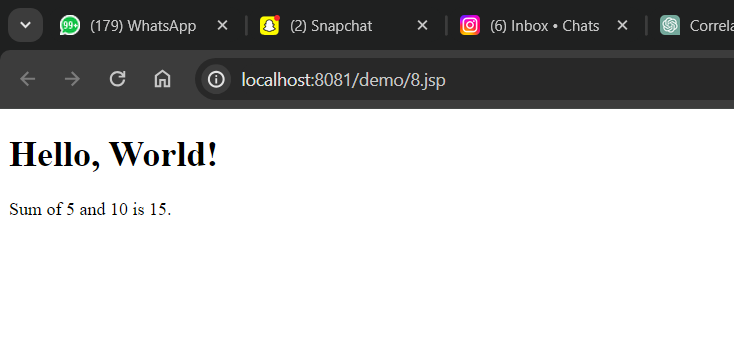 99+ (179) WhatsApp (2) Snapchat (6) Inbox • Chats Correla
localhost:8081/demo/8.jsp
Hello, World!
Sum of 5 and 10 is 15.